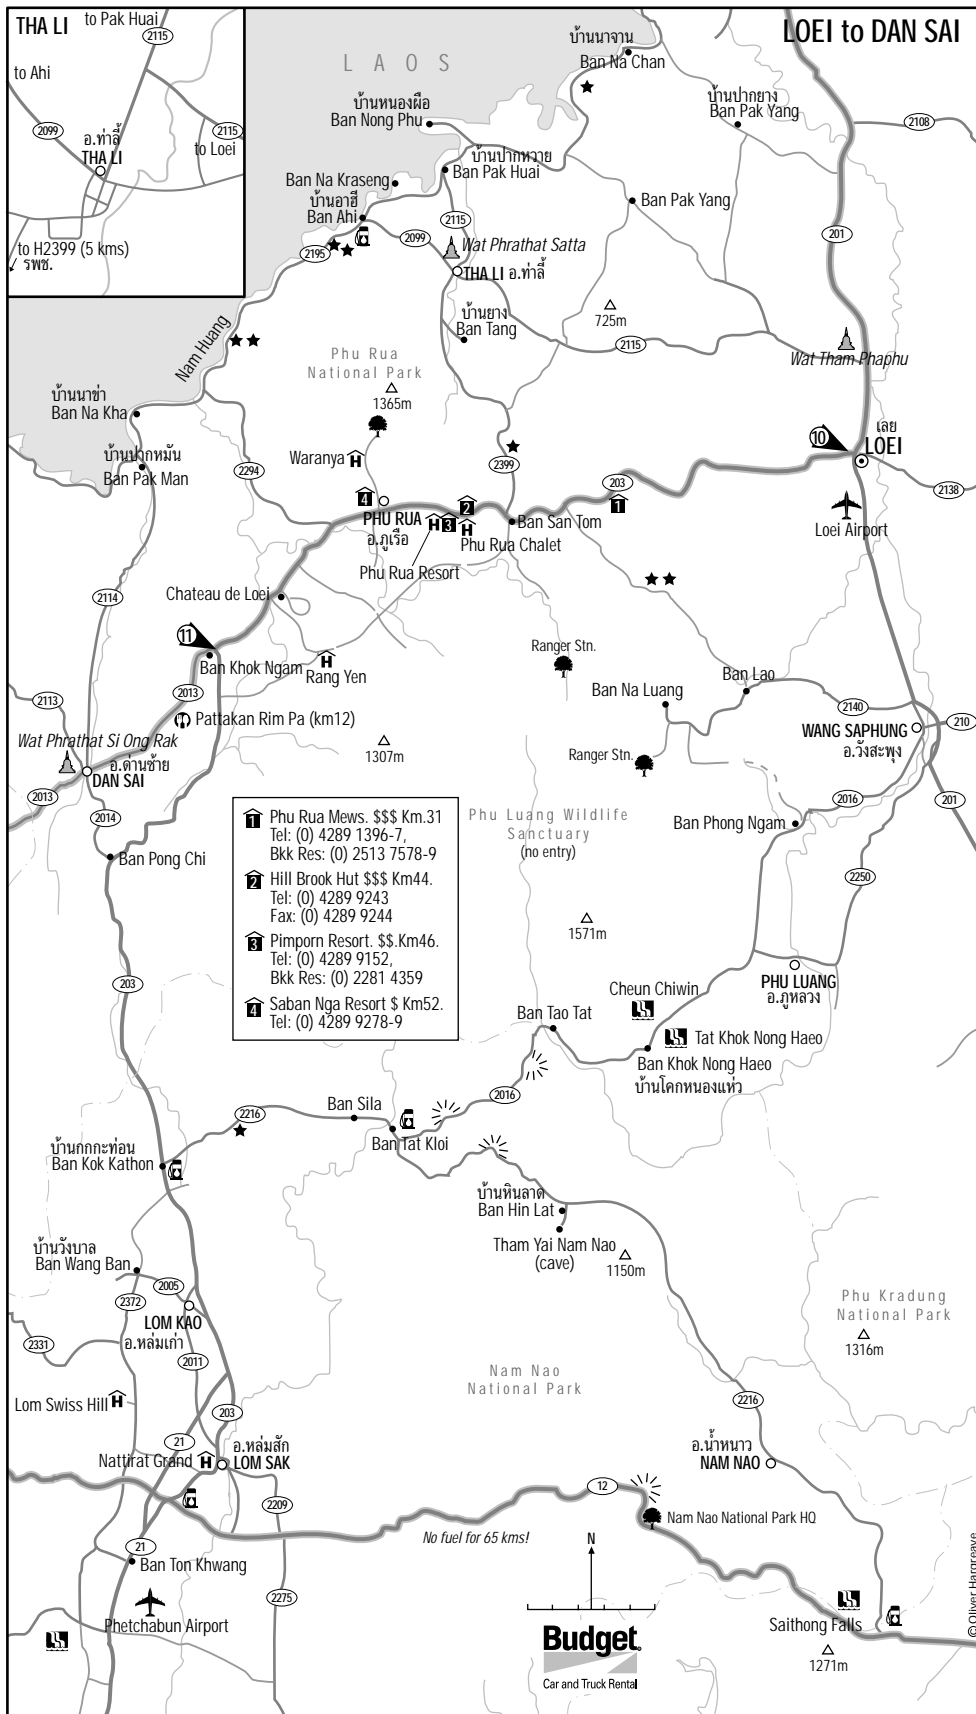 THA LI
to Pak Huai
2115
to Ahi
2099
อ.ท่าลี่
THA LI
2115
to Loei
to H2399 (5 kms)
รพช.
LOEI to DAN SAI
LAOS
บ้านนาจาน
Ban Na Chan
บ้านหนองผือ
Ban Nong Phu
บ้านปากยาง
Ban Pak Yang
2108
บ้านปากหวาย
Ban Pak Huai
Ban Na Kraseng
บ้านอาฮี
Ban Ahi
Ban Pak Yang
2115
2099
2195
201
Wat Phrathat Satta
THA LI อ.ท่าลี่
725m
บ้านยาง
Ban Tang
Nam Huang
2115
Wat Tham Phaphu
Phu Rua
National Park
1365m
บ้านนาข่า
Ban Na Kha
10
เลย
LOEI
บ้านปากหมัน
Ban Pak Man
Waranya
2399
2294
203
2138
4
2
1
PHU RUA
อ.ภูเรือ
3
Ban San Tom
Loei Airport
Phu Rua Chalet
Phu Rua Resort
2114
Chateau de Loei
11
Ban Khok Ngam
Rang Yen
Ranger Stn.
Ban Lao
Ban Na Luang
2113
2013
2140
Pattakan Rim Pa (km12)
WANG SAPHUNG
อ.วังสะพุง
210
Wat Phrathat Si Ong Rak
1307m
Ranger Stn.
อ.ด่านซ้าย
DAN SAI
2013
2014
2016
201
1 Phu Rua Mews. $$$ Km.31
Tel: (0) 4289 1396-7,
Bkk Res: (0) 2513 7578-9
2 Hill Brook Hut $$$ Km44.
Tel: (0) 4289 9243
Fax: (0) 4289 9244
3 Pimporn Resort. $$.Km46.
Tel: (0) 4289 9152,
Bkk Res: (0) 2281 4359
4 Saban Nga Resort $ Km52.
Tel: (0) 4289 9278-9
Phu Luang Wildlife
Sanctuary
(no entry)
Ban Phong Ngam
Ban Pong Chi
2250
1571m
203
Cheun Chiwin
PHU LUANG
อ.ภูหลวง
Ban Tao Tat
Tat Khok Nong Haeo
Ban Khok Nong Haeo
บ้านโคกหนองแห่ว
2016
Ban Sila
2216
Ban Tat Kloi
บ้านกกกะท่อน
Ban Kok Kathon
บ้านหินลาด
Ban Hin Lat
Tham Yai Nam Nao
(cave)
1150m
บ้านวังบาล
Ban Wang Ban
2005
2372
Phu Kradung
National Park
1316m
LOM KAO
อ.หล่มเก่า
2331
2011
Nam Nao
National Park
Lom Swiss Hill
203
2216
21
อ.หล่มสัก
LOM SAK
Nattirat Grand
อ.น้ำหนาว
NAM NAO
12
2209
Nam Nao National Park HQ
No fuel for 65 kms!
21
Ban Ton Khwang
N
2275
Phetchabun Airport
Saithong Falls
1271m
Budget
Car and Truck Rental
© Oliver Hargreave